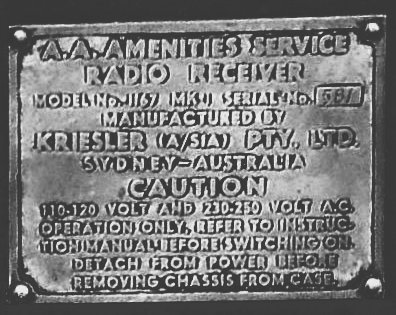 A.A. AMENITIES SERVICE
RADIO RECEIVER
MODEL NO. 11/57 MK(1) SERIAL NO.
MANUFACTURED BY
KRIESLER (A/SIA) PTY. LTD.
SYDNEY-AUSTRALIA
CAUTION
110-120 VOLT AND 230-250 VOLT A.C.
OPERATION ONLY, REFER TO INSTRUC-
TION MANUAL BEFORE SWITCHING ON.
DETACH FROM POWER BEFORE
REMOVING CHASSIS FROM CASE.